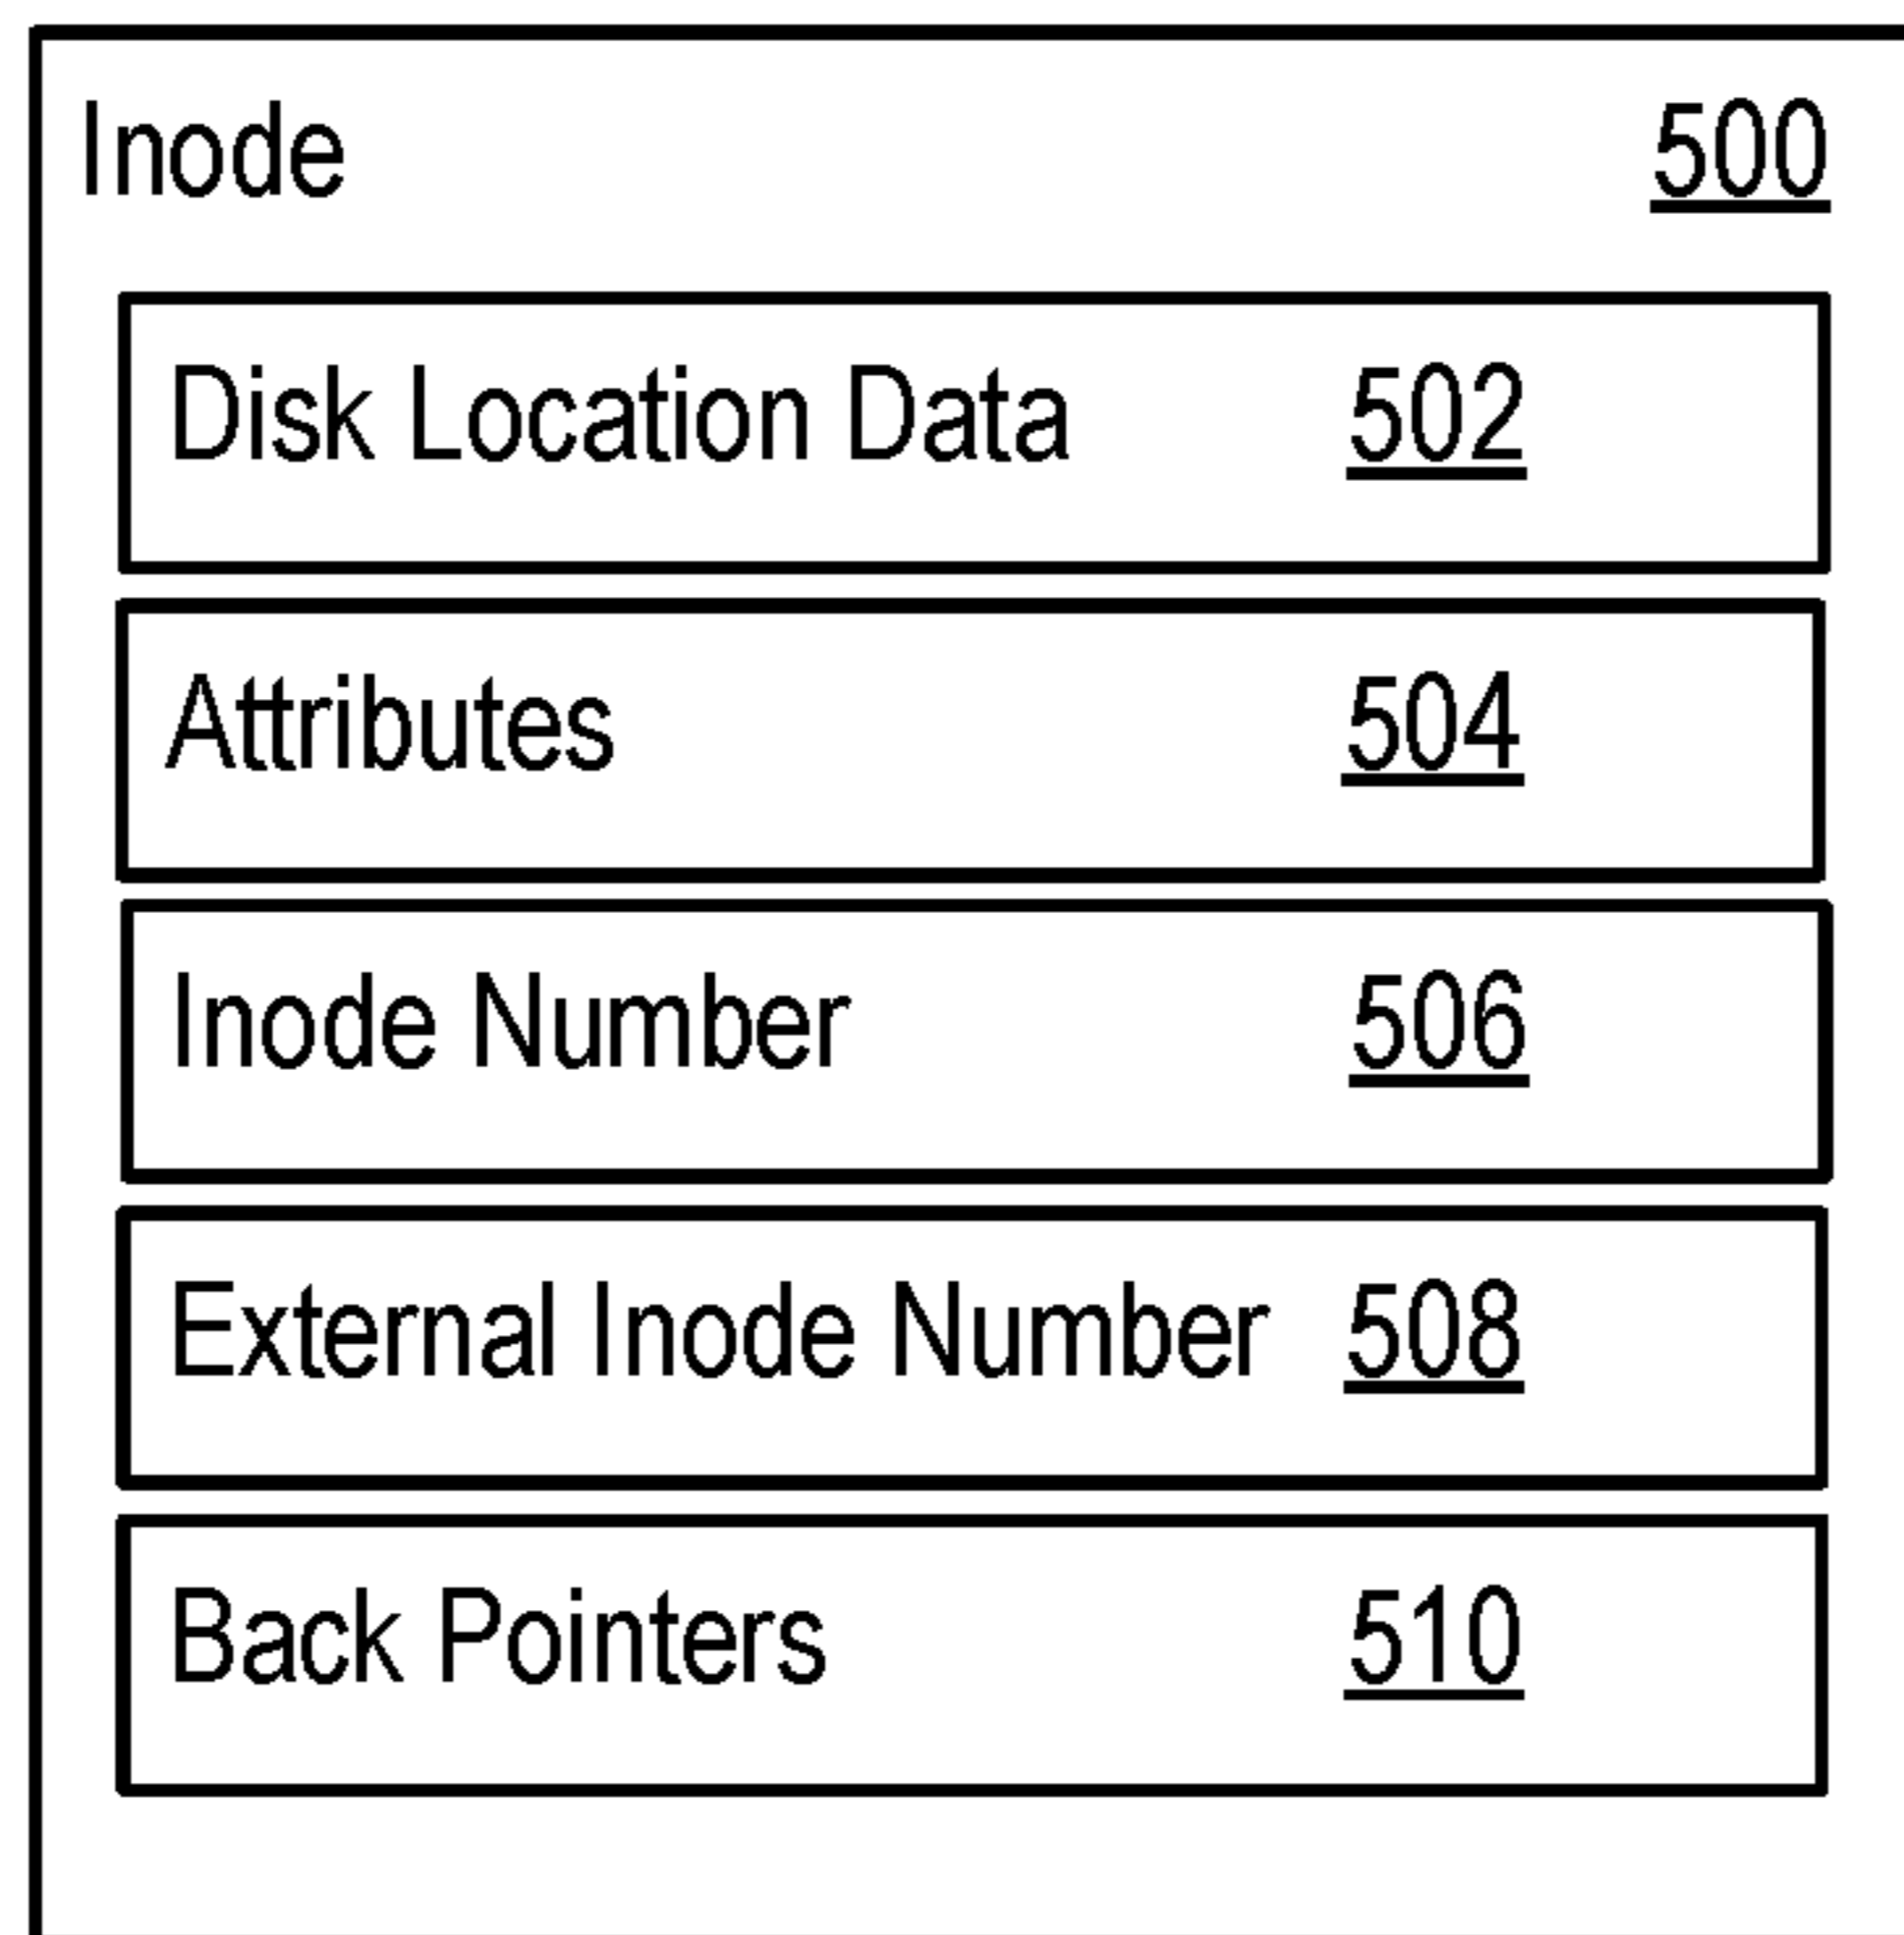 Inode 500
Disk Location Data 502
Attributes 504
Inode Number 506
External Inode Number 508
Back Pointers 510